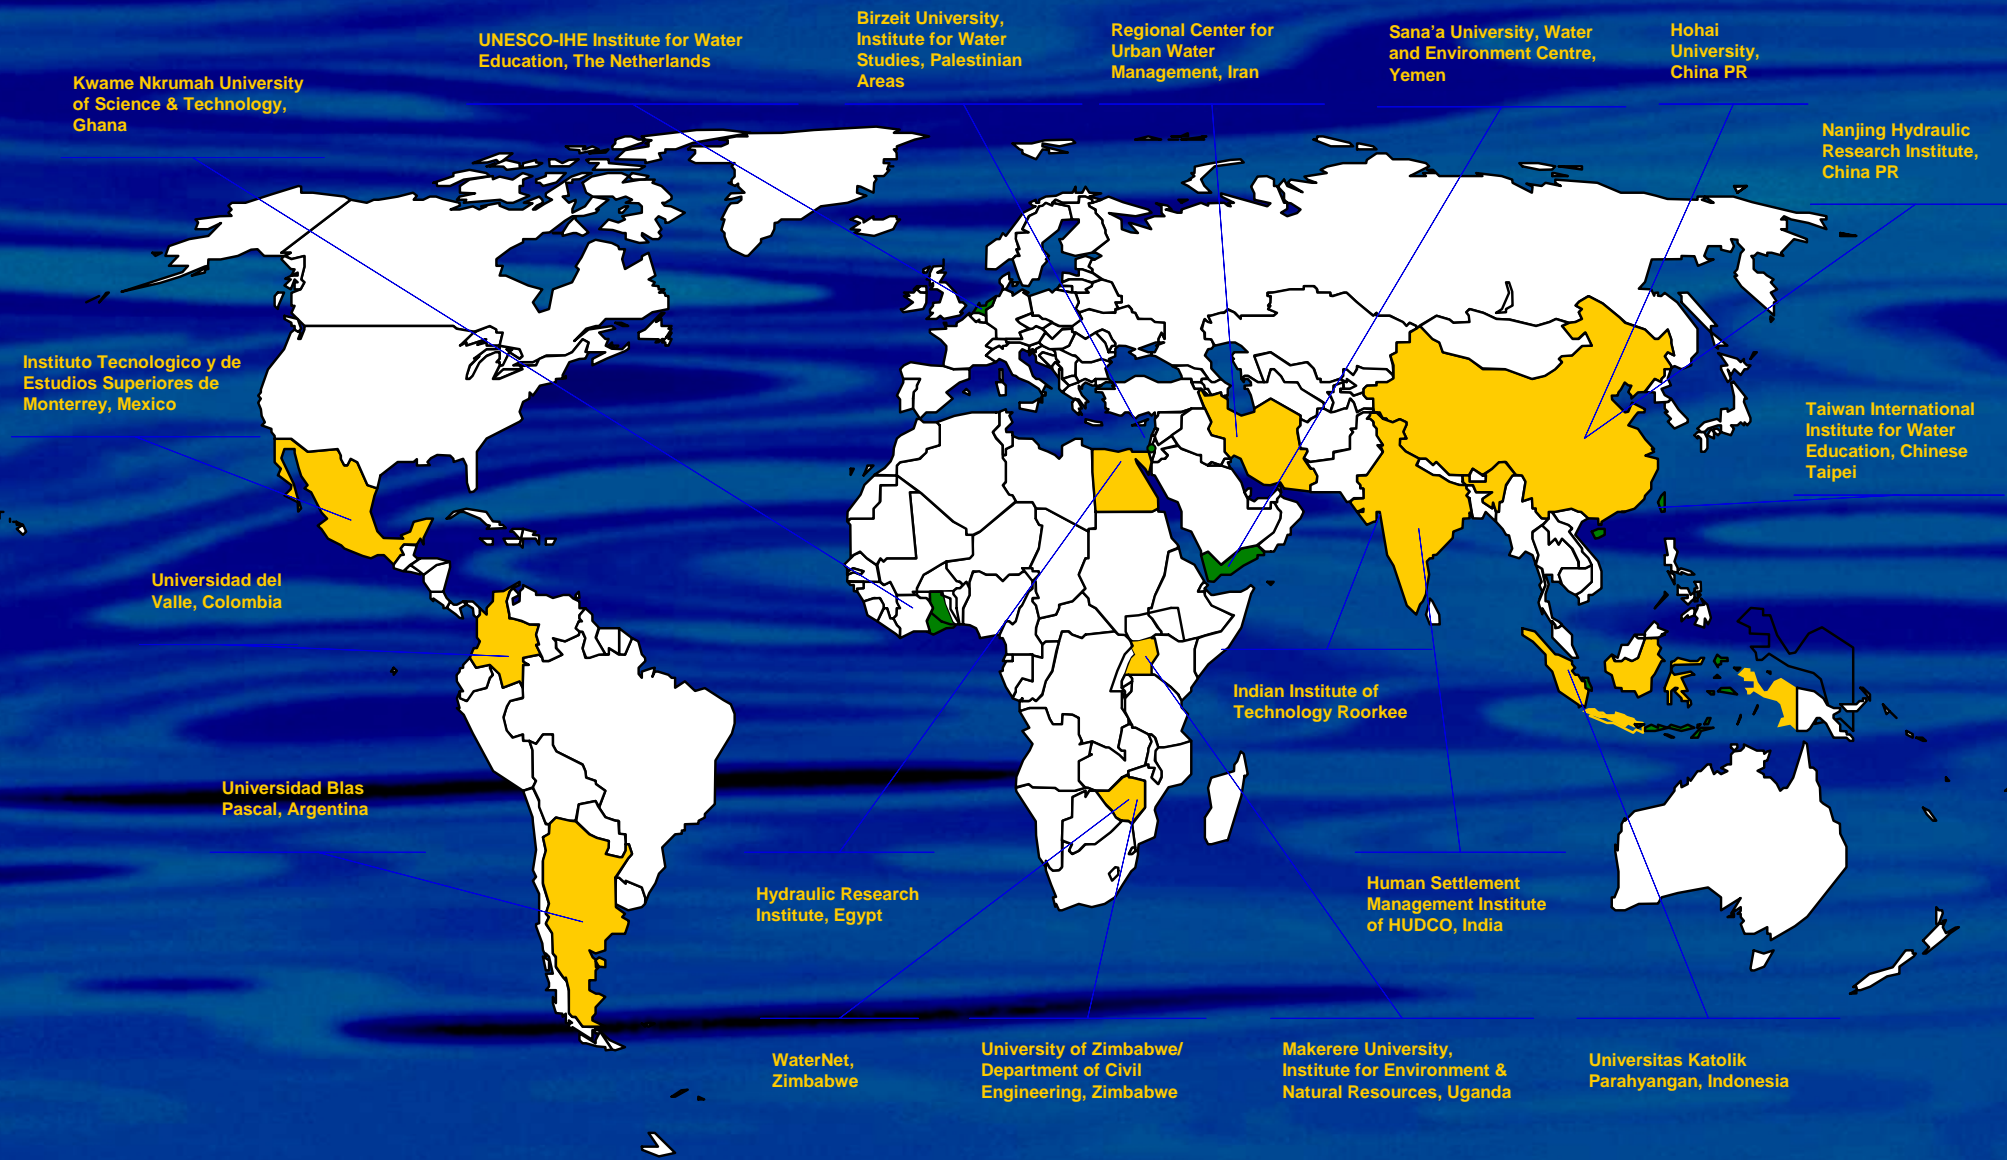 Kwame Nkrumah University
of Science & Technology,
Ghana
UNESCO-IHE Institute for Water
Education, The Netherlands
Birzeit University,
Institute for Water
Studies, Palestinian
Areas
Regional Center for
Urban Water
Management, Iran
Sana’a University, Water
and Environment Centre,
Yemen
Hohai
University,
China PR
Nanjing Hydraulic
Research Institute,
China PR
Instituto Tecnologico y de
Estudios Superiores de
Monterrey, Mexico
Taiwan International
Institute for Water
Education, Chinese
Taipei
Universidad del
Valle, Colombia
Indian Institute of
Technology Roorkee
Universidad Blas
Pascal, Argentina
Hydraulic Research
Institute, Egypt
Human Settlement
Management Institute
of HUDCO, India
WaterNet,
Zimbabwe
University of Zimbabwe/
Department of Civil
Engineering, Zimbabwe
Makerere University,
Institute for Environment &
Natural Resources, Uganda
Universitas Katolik
Parahyangan, Indonesia